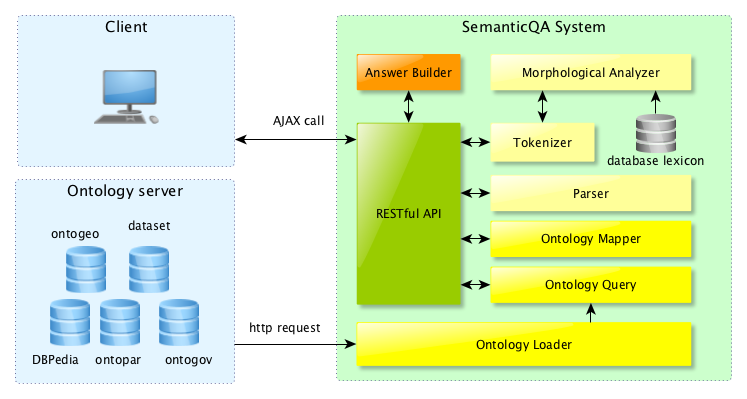 Client
SemanticQA System
Answer Builder
Morphological Analyzer
AJAX call
Tokenizer
database lexicon
Ontology server
Parser
RESTful API
ontogeo
dataset
Ontology Mapper
Ontology Query
http request
Ontology Loader
DBPedia
ontopar
ontogov